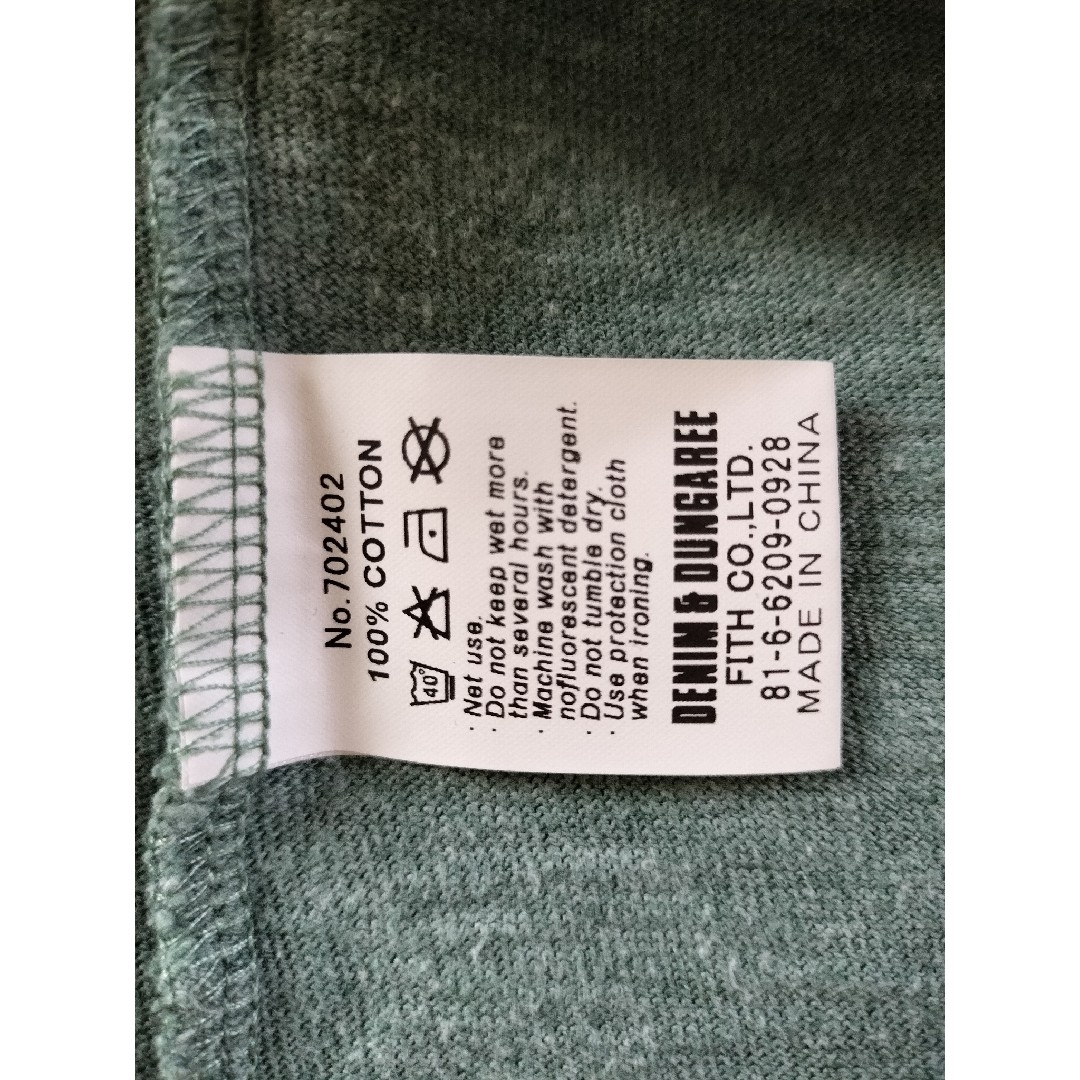 No.702402
100% COTTON
40°
· Net use.
· Do not keep wet more
than several hours.
· Machine wash with
nofluorescent detergent.
· Do not tumble dry.
· Use protection cloth
when ironing.
DENIM & DUNGAREE
FITH CO.,LTD.
81-6-6209-0928
MADE IN CHINA